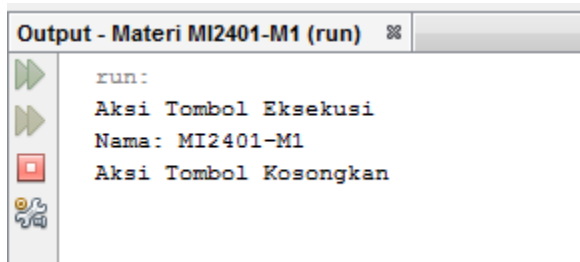 Output - Materi MI2401-M1 (run)
run:
Aksi Tombol Eksekusi
Nama: MI2401-M1
Aksi Tombol Kosongkan